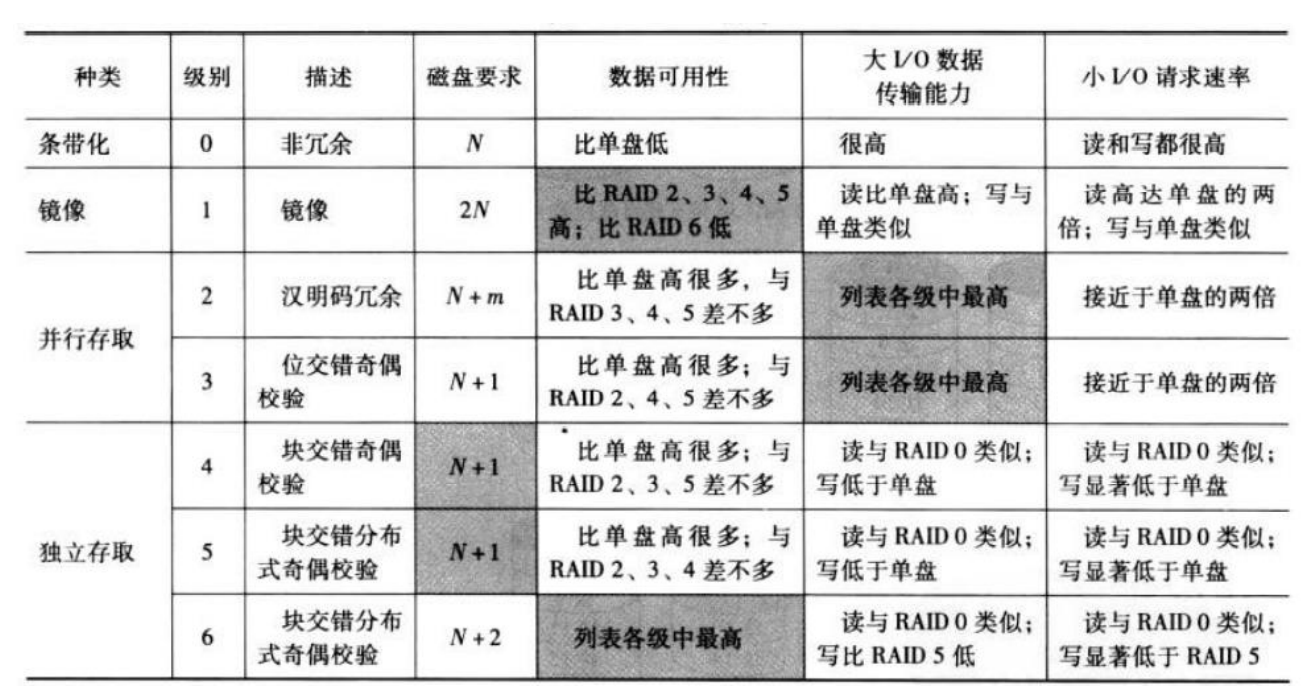 种类 级别 描述 磁盘要求 数据可用性 大 I/O 数据 小 I/O 请求速率
传输能力
条带化 0 非冗余 N 比单盘低 很高 读和写都很高
镜像 1 镜像 2N 比 RAID 2、3、4、5 读比单盘高；写与 读高达单盘的两
高；比 RAID 6 低 单盘类似 倍；写与单盘类似
并行存取
2 汉明码冗余 N + m 比单盘高很多，与 列表各级中最高 接近于单盘的两倍
RAID 3、4、5 差不多
3 位交错奇偶 N + 1 比单盘高很多；与 列表各级中最高 接近于单盘的两倍
校验 RAID 2、4、5 差不多
独立存取
4 块交错奇偶 N + 1 比单盘高很多；与 读与 RAID 0 类似； 读与 RAID 0 类似；
校验 RAID 2、3、5 差不多 写低于单盘 写显著低于单盘
5 块交错分布 N + 1 比单盘高很多；与 读与 RAID 0 类似； 读与 RAID 0 类似；
式奇偶校验 RAID 2、3、4 差不多 写低于单盘 写显著低于单盘
6 块交错分布 N + 2 列表各级中最高 读与 RAID 0 类似； 读与 RAID 0 类似；
式奇偶校验 写比 RAID 5 低 写显著低于 RAID 5